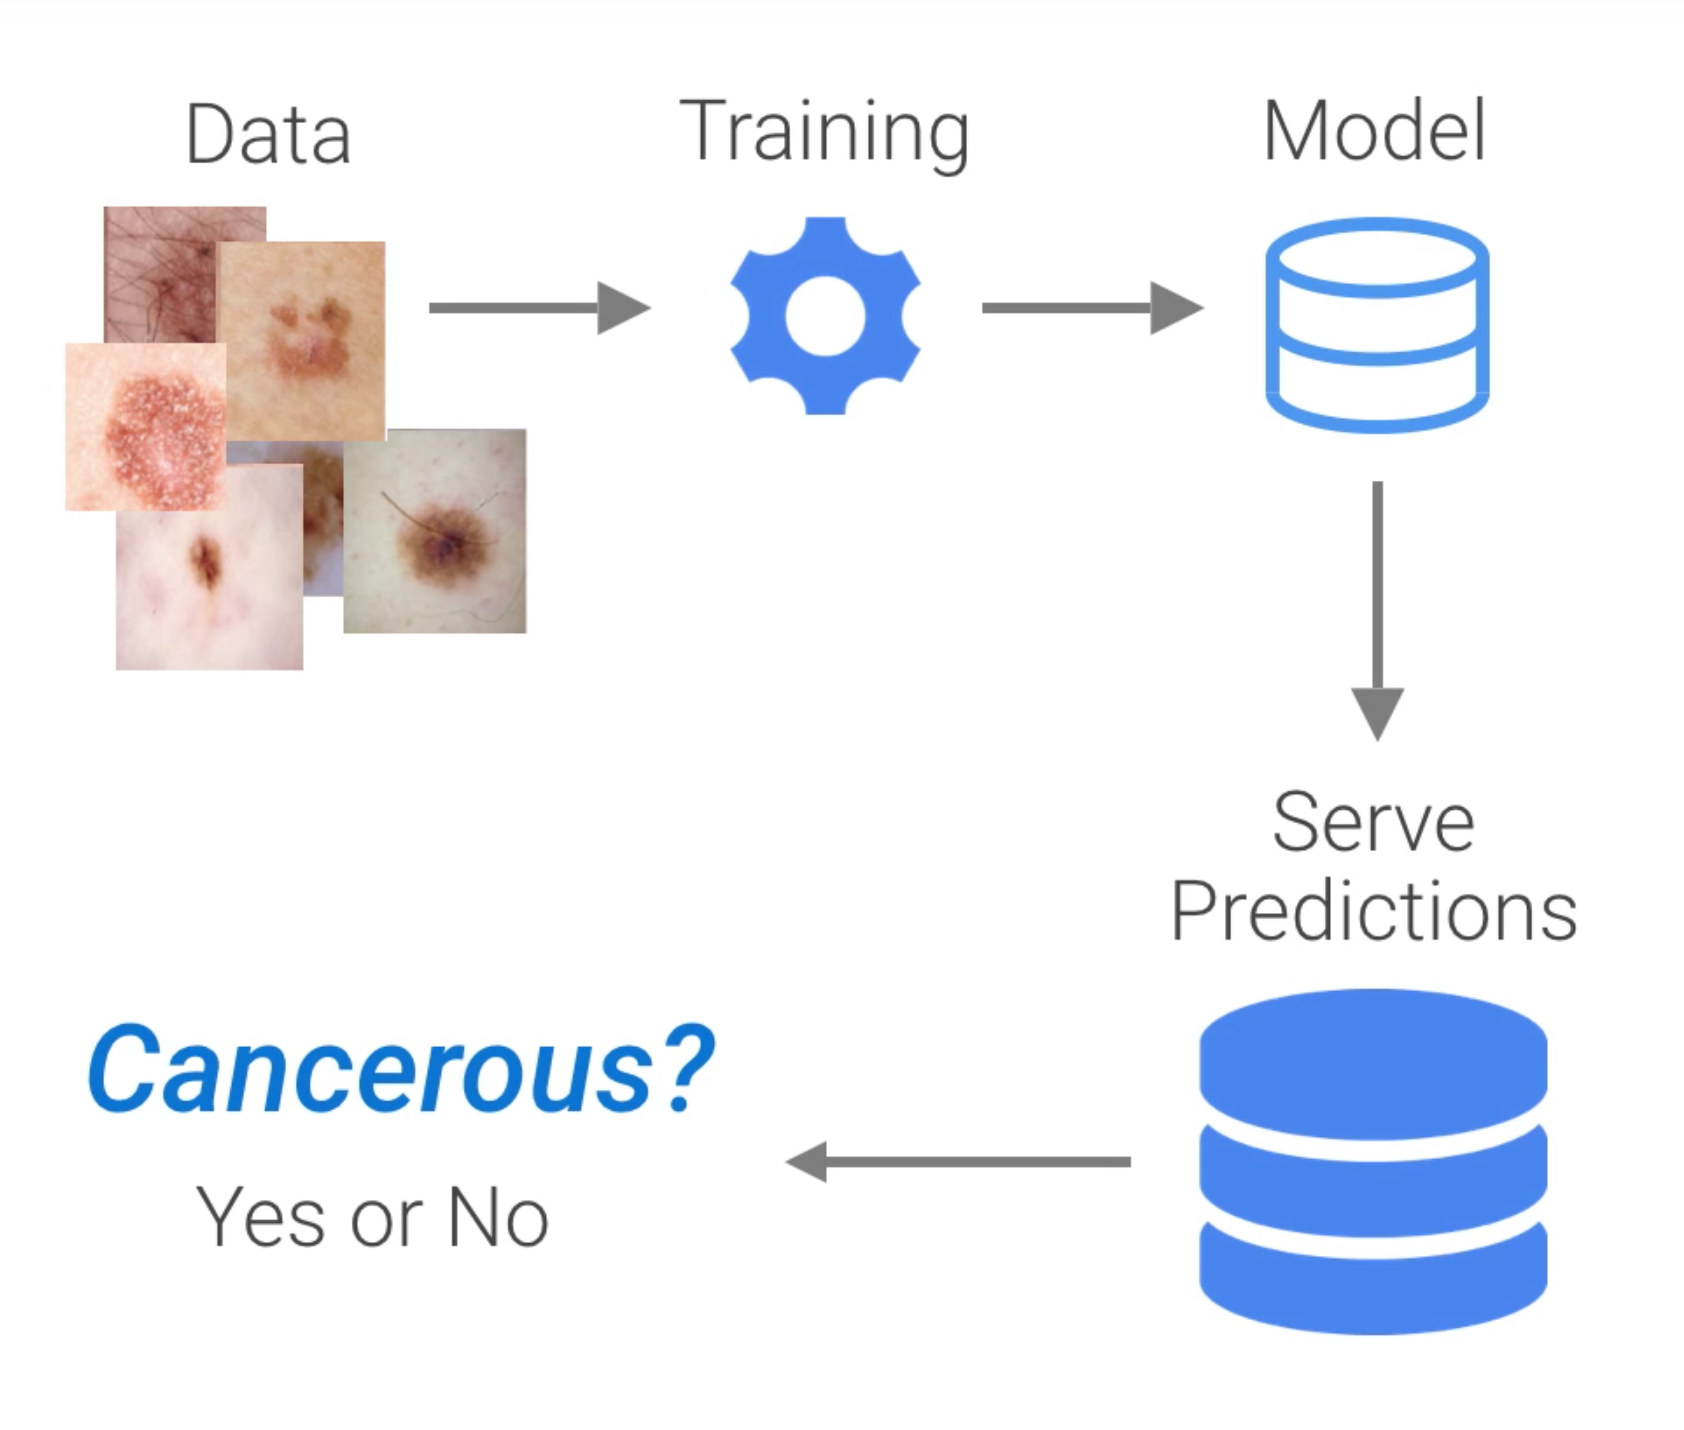 Data
Training
Model
Serve
Predictions
Cancerous?
Yes or No